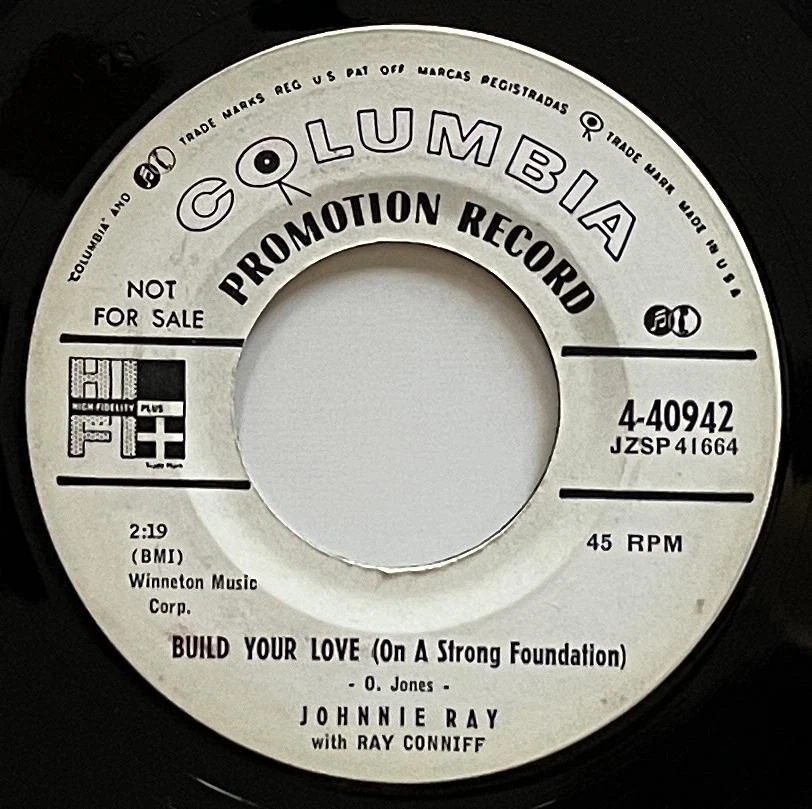 "COLUMBIA" AND TRADE MARKS REG U S PAT OFF MARCAS REGISTRADAS TRADE MARK MADE IN U S A
COLUMBIA
PROMOTION RECORD
NOT
FOR SALE
HI
HIGH FIDELITY PLUS
FI
Trade Mark
4-40942
JZSP 41664
2:19
(BMI)
Winneton Music
Corp.
45 RPM
BUILD YOUR LOVE (On A Strong Foundation)
- O. Jones -
JOHNNIE RAY
with RAY CONNIFF